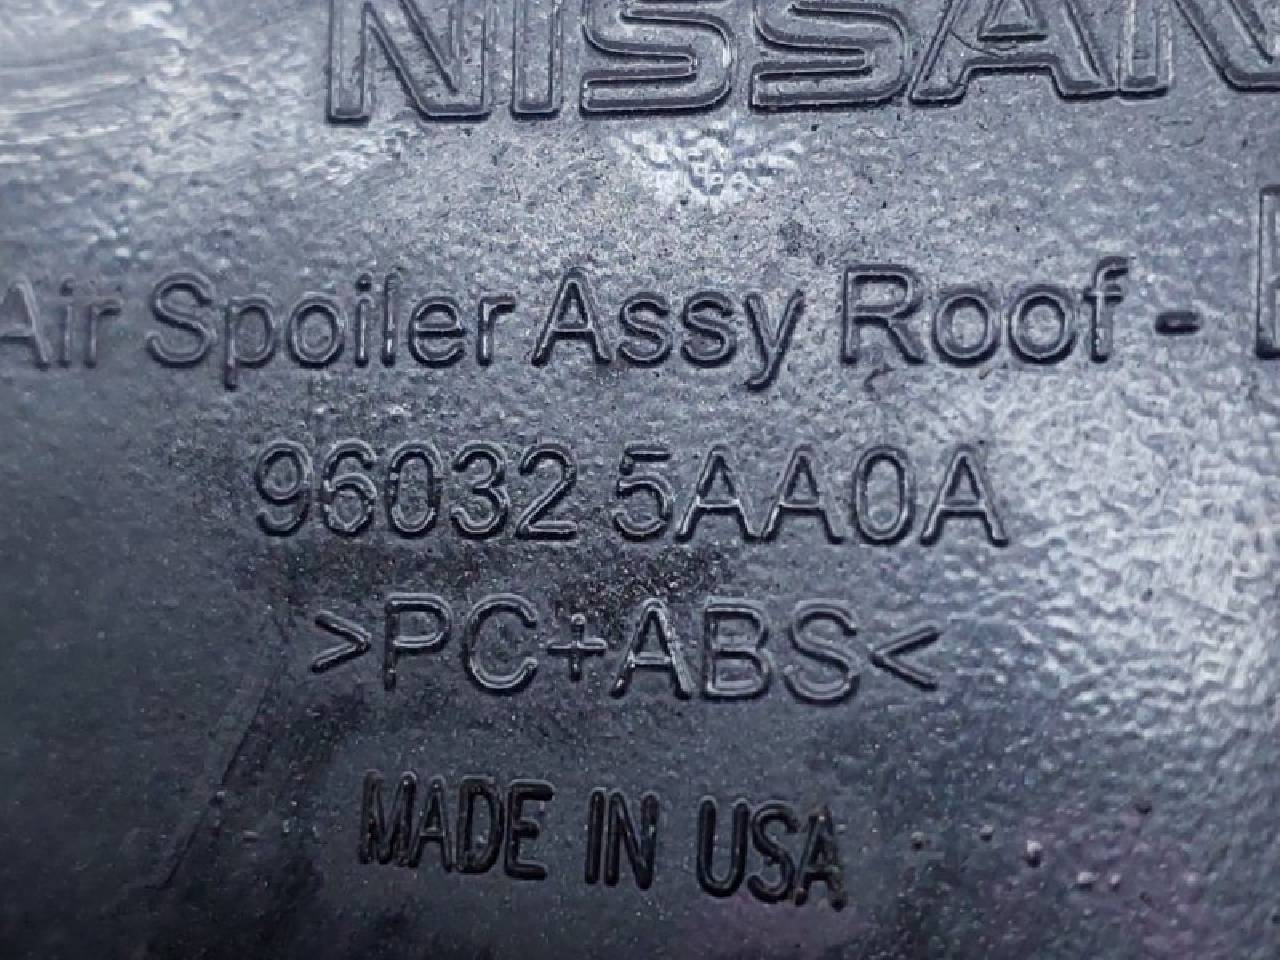 NISSAN
Air Spoiler Assy Roof -
96032 5AA0A
>PC+ABS<
MADE IN USA